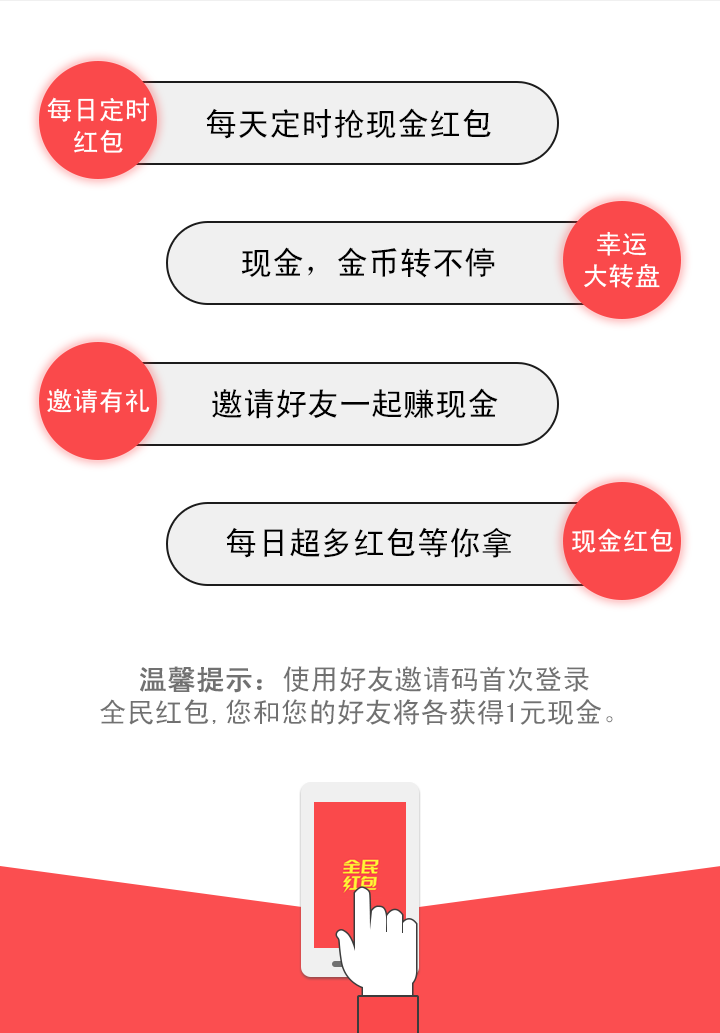 每日定时
红包
每天定时抢现金红包
现金，金币转不停
幸运
大转盘
邀请有礼
邀请好友一起赚现金
每日超多红包等你拿
现金红包
温馨提示：使用好友邀请码首次登录
全民红包,您和您的好友将各获得1元现金。
全民
红包